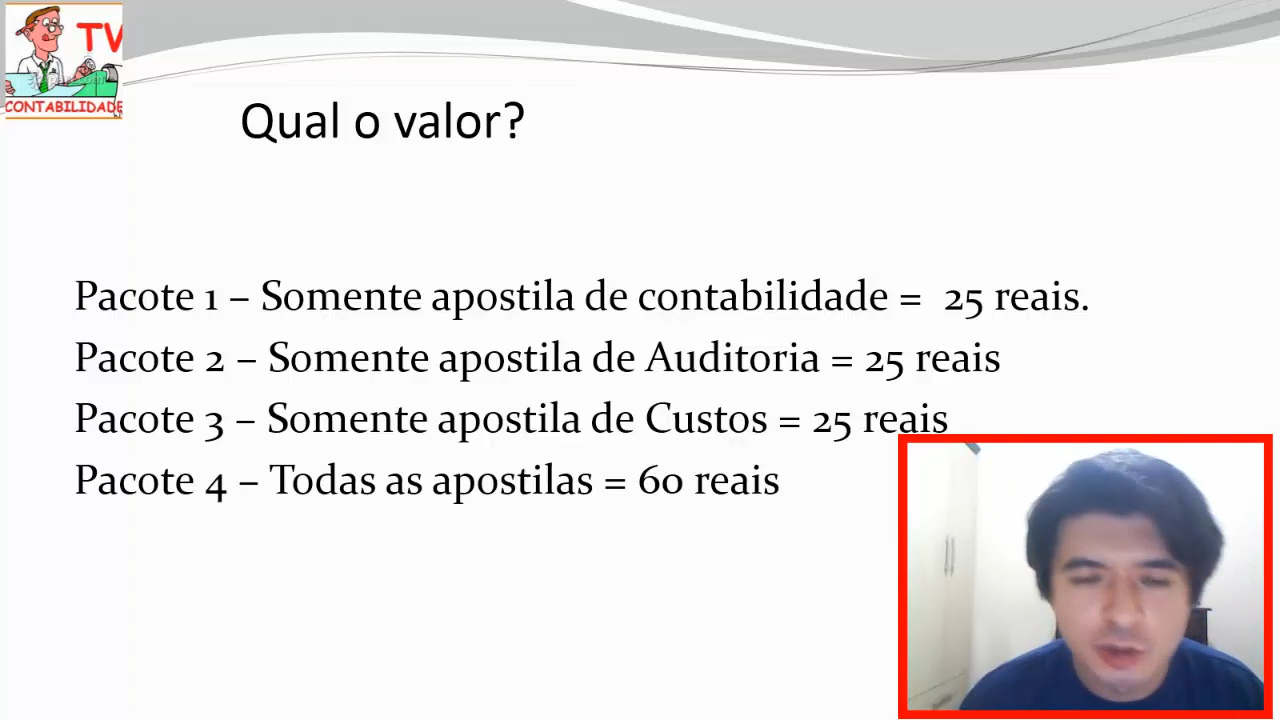 TV
CONTABILIDADE
Qual o valor?
Pacote 1 – Somente apostila de contabilidade = 25 reais.
Pacote 2 – Somente apostila de Auditoria = 25 reais
Pacote 3 – Somente apostila de Custos = 25 reais
Pacote 4 – Todas as apostilas = 60 reais